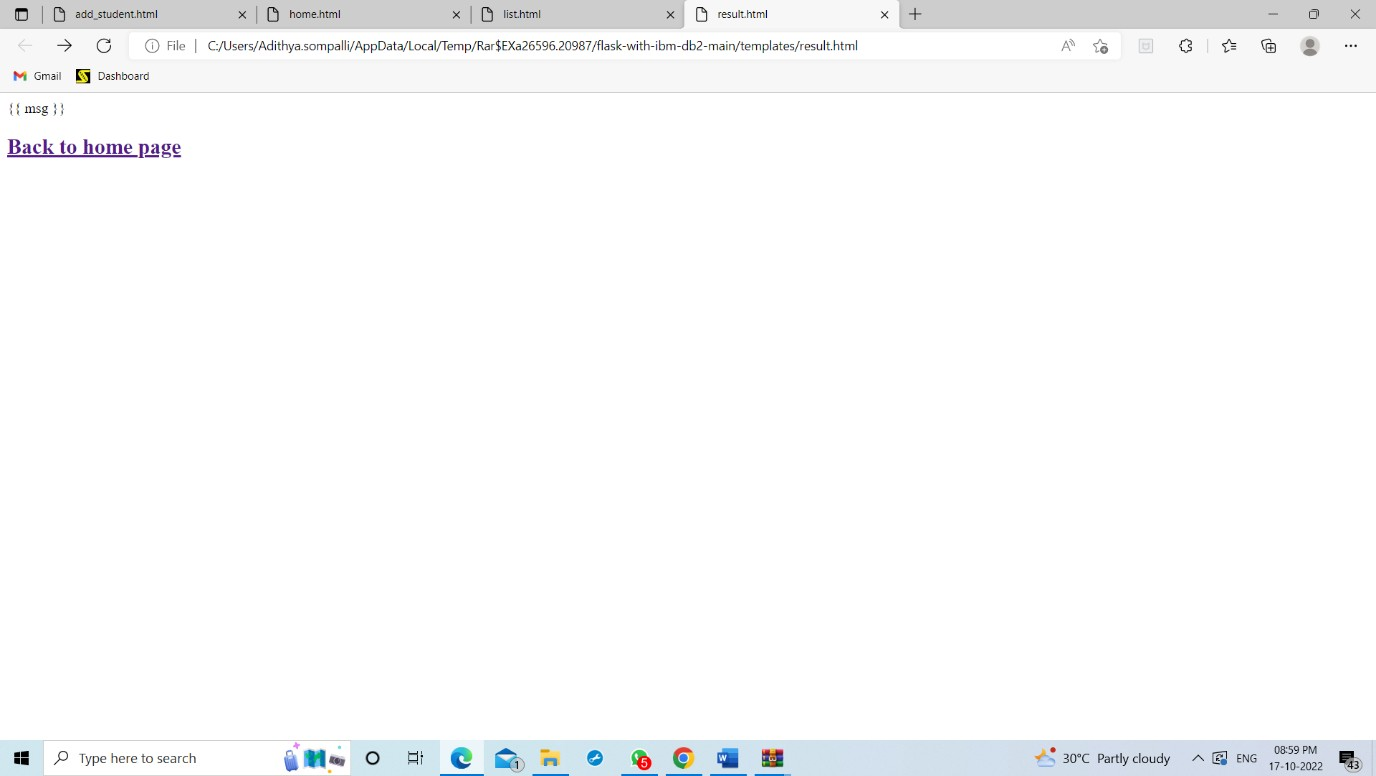 add_student.html
home.html
list.html
result.html
File
C:/Users/Adithya.sompalli/AppData/Local/Temp/Rar$EXa26596.20987/flask-with-ibm-db2-main/templates/result.html
Gmail
Dashboard
{{ msg }}
Back to home page
Type here to search
1
5
W
30°C Partly cloudy
ENG
08:59 PM
17-10-2022
43